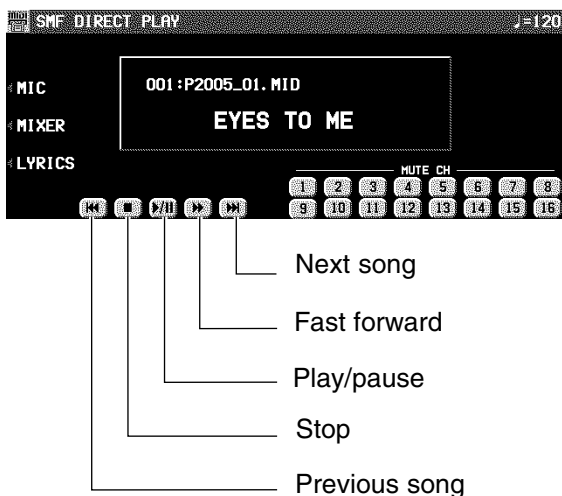 midi SMF DIRECT PLAY ♩=120
MIC
MIXER
LYRICS
001:P2005_01.MID
EYES TO ME
MUTE CH
1 2 3 4 5 6 7 8
9 10 11 12 13 14 15 16
Next song
Fast forward
Play/pause
Stop
Previous song